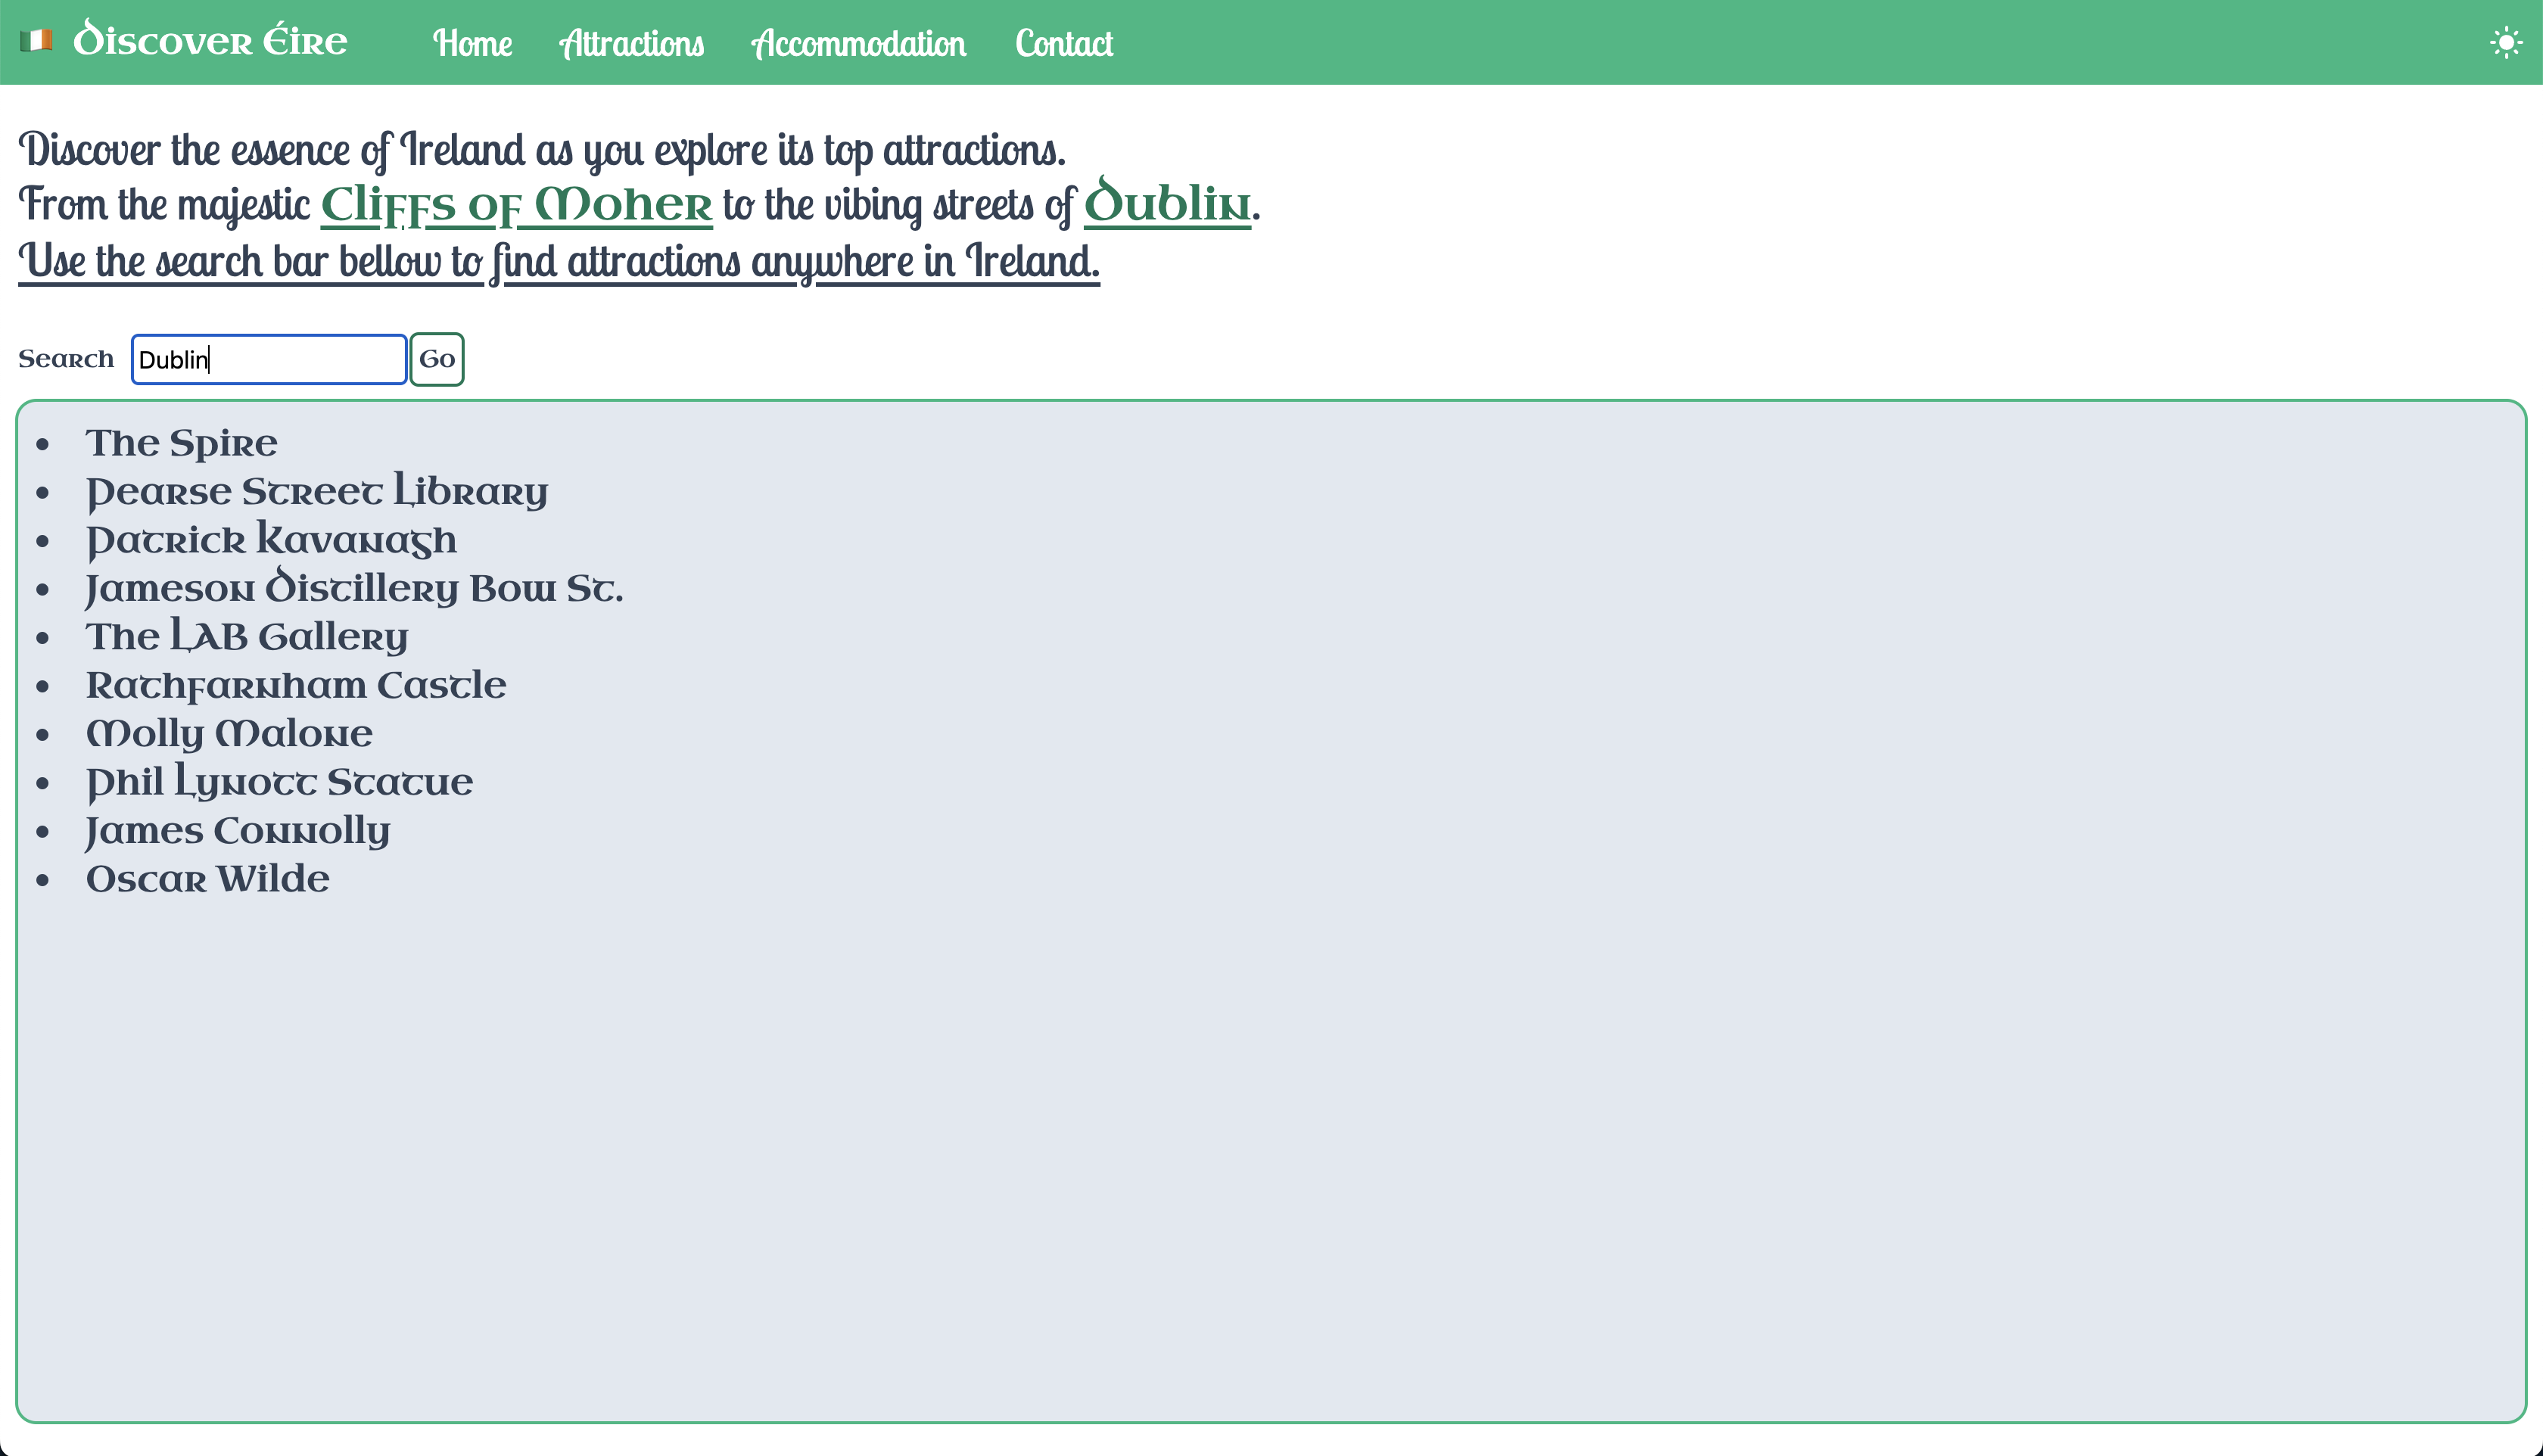 Discover Éire Home Attractions Accommodation Contact
Discover the essence of Ireland as you explore its top attractions.
From the majestic Cliffs of Moher to the vibing streets of Dublin.
Use the search bar bellow to find attractions anywhere in Ireland.
Search Dublin Go
The Spire
Pearse Street Library
Patrick Kavanagh
Jameson Distillery Bow St.
The LAB Gallery
Rathfarnham Castle
Molly Malone
Phil Lynott Statue
James Connolly
Oscar Wilde